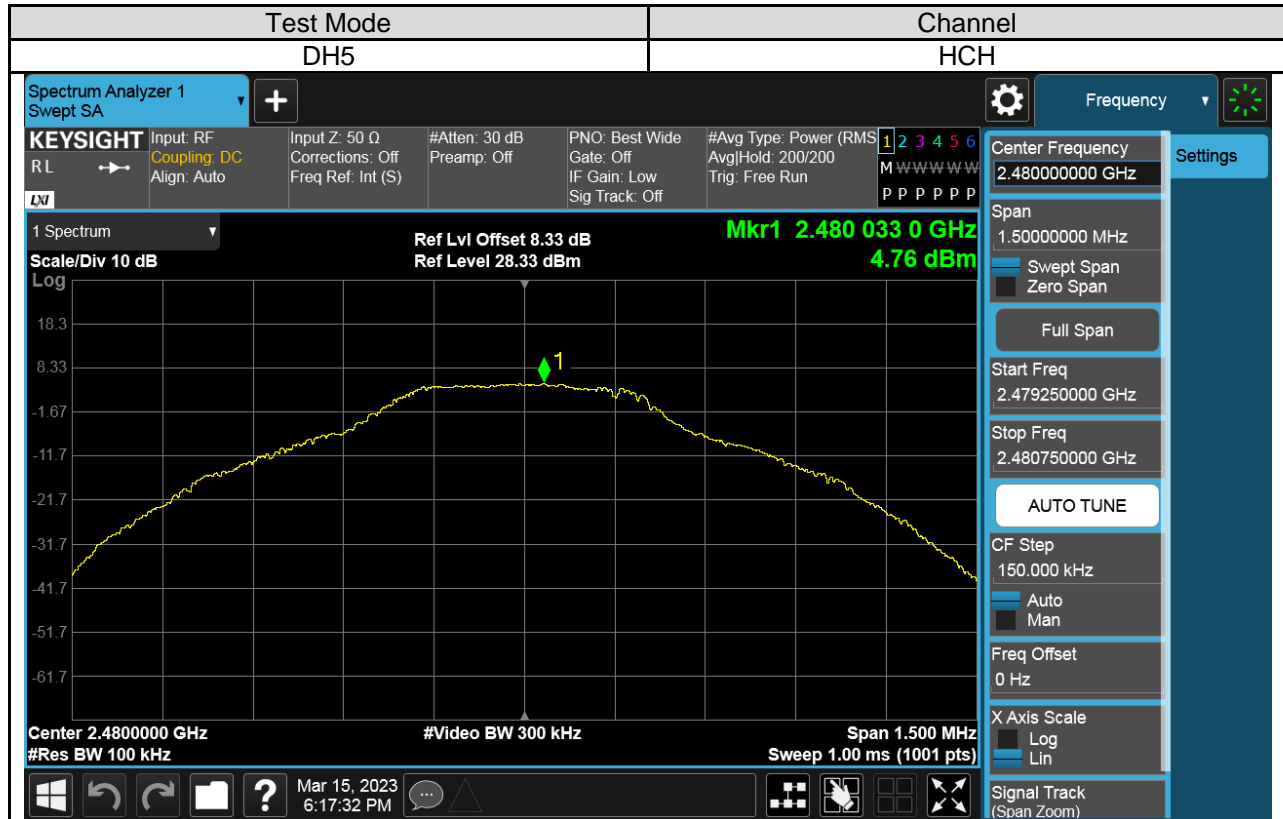 Test Mode Channel
DH5 HCH
Spectrum Analyzer 1
Swept SA
Frequency
KEYSIGHT
R L
LXI
Input: RF
Coupling: DC
Align: Auto
Input Z: 50 Ω
Corrections: Off
Freq Ref: Int (S)
#Atten: 30 dB
Preamp: Off
PNO: Best Wide
Gate: Off
IF Gain: Low
Sig Track: Off
#Avg Type: Power (RMS
Avg|Hold: 200/200
Trig: Free Run
1 2 3 4 5 6
M W W W W W
P P P P P P
1 Spectrum
Scale/Div 10 dB
Ref Lvl Offset 8.33 dB
Ref Level 28.33 dBm
Mkr1 2.480 033 0 GHz
4.76 dBm
Log
18.3
8.33
-1.67
-11.7
-21.7
-31.7
-41.7
-51.7
-61.7
1
Center 2.4800000 GHz
#Res BW 100 kHz
#Video BW 300 kHz
Span 1.500 MHz
Sweep 1.00 ms (1001 pts)
Mar 15, 2023
6:17:32 PM
Center Frequency
2.480000000 GHz
Settings
Span
1.50000000 MHz
Swept Span
Zero Span
Full Span
Start Freq
2.479250000 GHz
Stop Freq
2.480750000 GHz
AUTO TUNE
CF Step
150.000 kHz
Auto
Man
Freq Offset
0 Hz
X Axis Scale
Log
Lin
Signal Track
(Span Zoom)